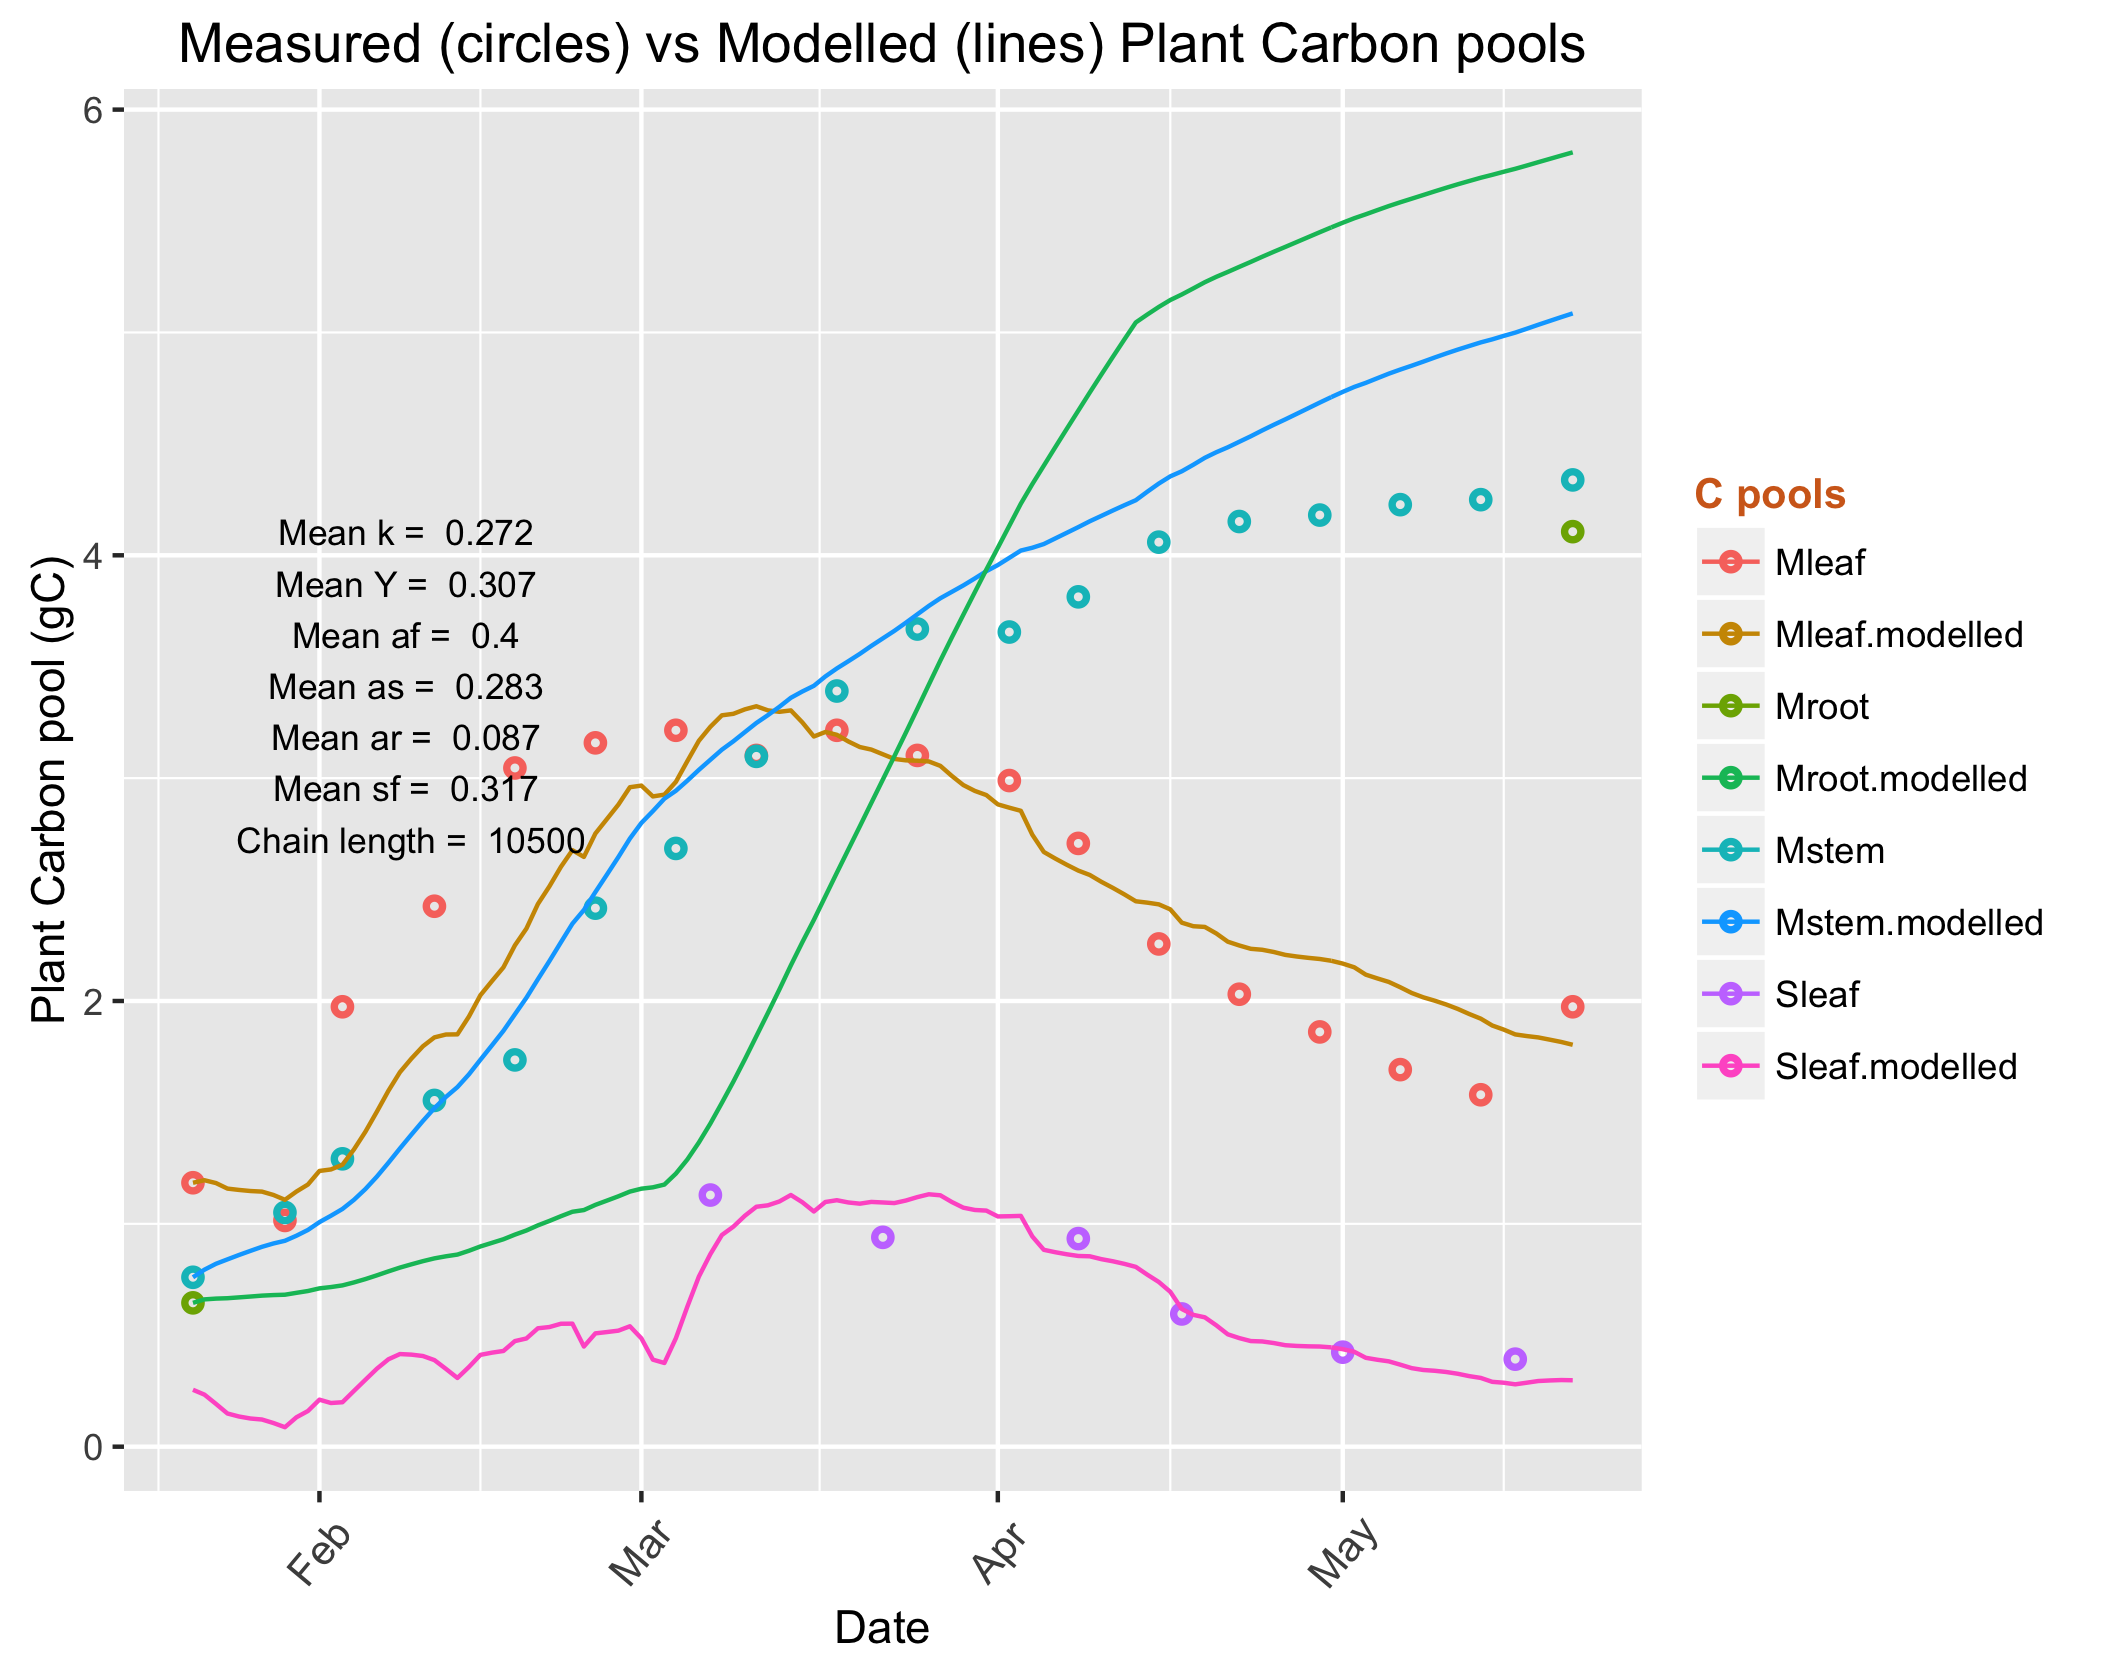 Measured (circles) vs Modelled (lines) Plant Carbon pools
6
4
2
0
Plant Carbon pool (gC)
Mean k = 0.272
Mean Y = 0.307
Mean af = 0.4
Mean as = 0.283
Mean ar = 0.087
Mean sf = 0.317
Chain length = 10500
Feb
Mar
Apr
May
Date
C pools
Mleaf
Mleaf.modelled
Mroot
Mroot.modelled
Mstem
Mstem.modelled
Sleaf
Sleaf.modelled